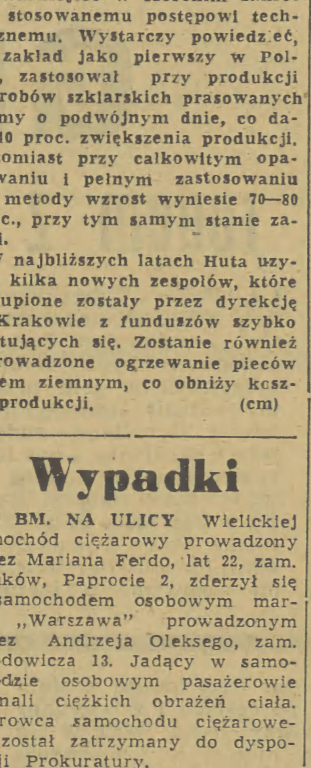 stosowanemu postępowi tech-
znemu. Wystarczy powiedzieć,
zakład jako pierwszy w Pol-
, zastosował przy produkcji
robów szklarskich prasowanych
my o podwójnym dnie, co da-
10 proc. zwiększenia produkcji.
omiast przy całkowitym opa-
waniu i pełnym zastosowaniu
metody wzrost wyniesie 70—80
c., przy tym samym stanie za-
i.
W najbliższych latach Huta uzy-
kilka nowych zespołów, które
upione zostały przez dyrekcję
Krakowie z funduszów szybko
tujących się. Zostanie również
rowadzone ogrzewanie pieców
em ziemnym, co obniży kosz-
produkcji. (cm)
Wypadki
BM. NA ULICY Wielickiej
mochód ciężarowy prowadzony
ez Mariana Ferdo, lat 22, zam.
ków, Paprocie 2, zderzył się
samochodem osobowym mar-
„Warszawa” prowadzonym
ez Andrzeja Oleksego, zam.
dowicza 13. Jadący w samo-
odzie osobowym pasażerowie
nali ciężkich obrażeń ciała.
rowca samochodu ciężarowe-
został zatrzymany do dyspo-
ji Prokuratury.